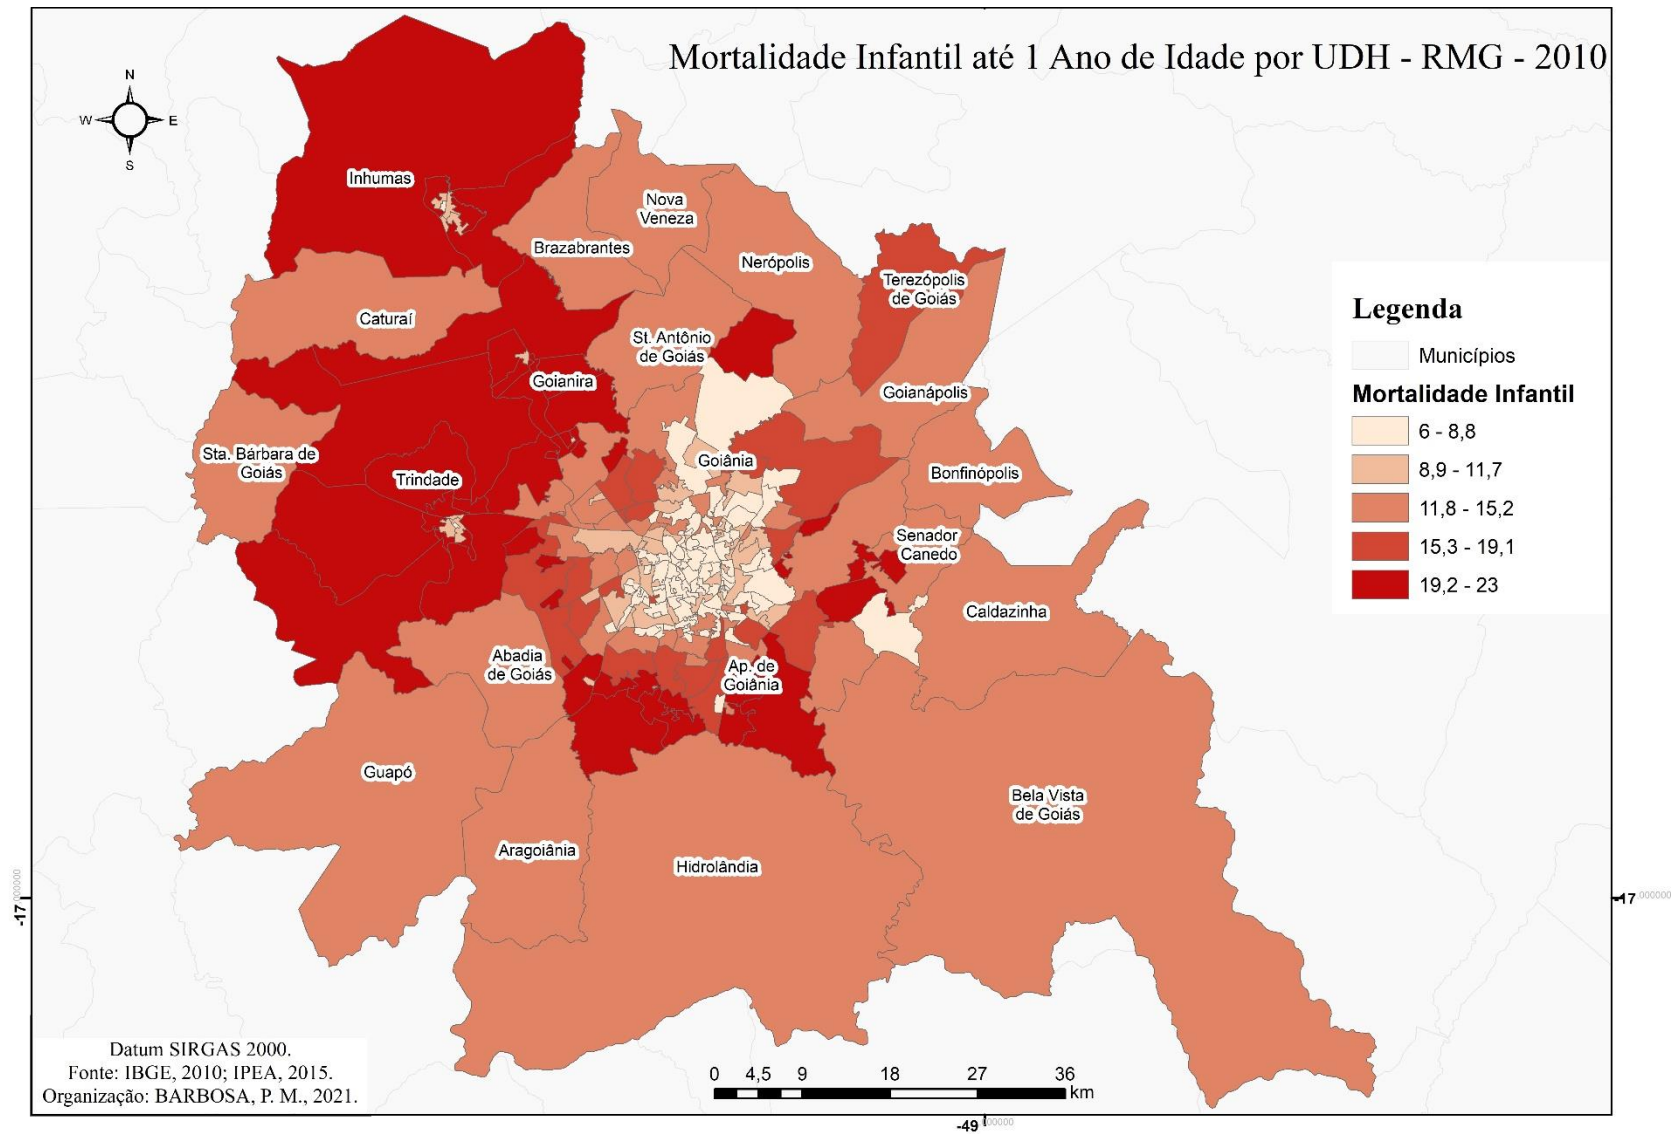 Mortalidade Infantil até 1 Ano de Idade por UDH - RMG - 2010
N
W
E
S
Inhumas
Nova
Veneza
Brazabrantes
Nerópolis
Terezópolis
de Goiás
Caturaí
St. Antônio
de Goiás
Goianira
Goianápolis
Sta. Bárbara de
Goiás
Trindade
Goiânia
Bonfinópolis
Senador
Canedo
Caldazinha
Abadia
de Goiás
Ap. de
Goiânia
Guapó
Bela Vista
de Goiás
Aragoiânia
Hidrolândia
Legenda
Municípios
Mortalidade Infantil
6 - 8,8
8,9 - 11,7
11,8 - 15,2
15,3 - 19,1
19,2 - 23
-17,000000
-17,000000
Datum SIRGAS 2000.
Fonte: IBGE, 2010; IPEA, 2015.
Organização: BARBOSA, P. M., 2021.
0 4,5 9 18 27 36
km
-49,000000